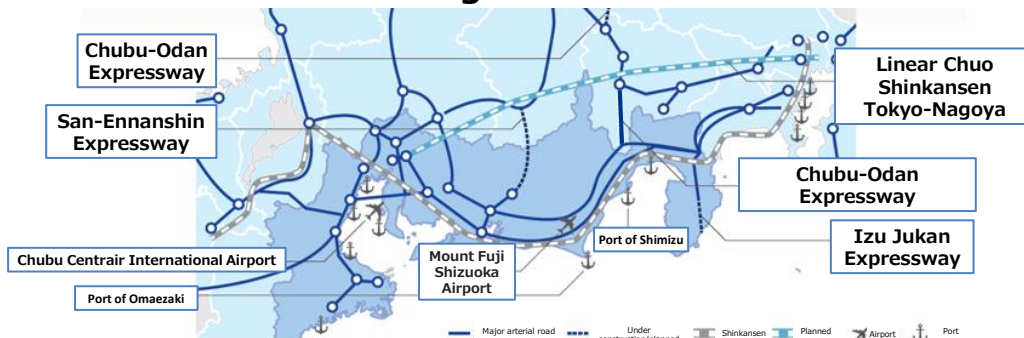 Chubu-Odan
Expressway
San-Ennanshin
Expressway
Linear Chuo
Shinkansen
Tokyo-Nagoya
Chubu-Odan
Expressway
Izu Jukan
Expressway
Port of Shimizu
Mount Fuji
Shizuoka
Airport
Chubu Centrair International Airport
Port of Omaezaki
Major arterial road
Under
construction/planned
Shinkansen
Planned
Airport
Port